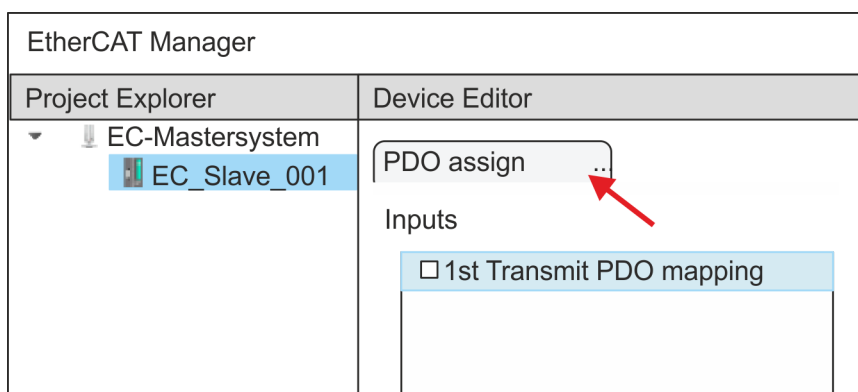 EtherCAT Manager
Project Explorer
Device Editor
EC-Mastersystem
EC_Slave_001
PDO assign ...
Inputs
1st Transmit PDO mapping